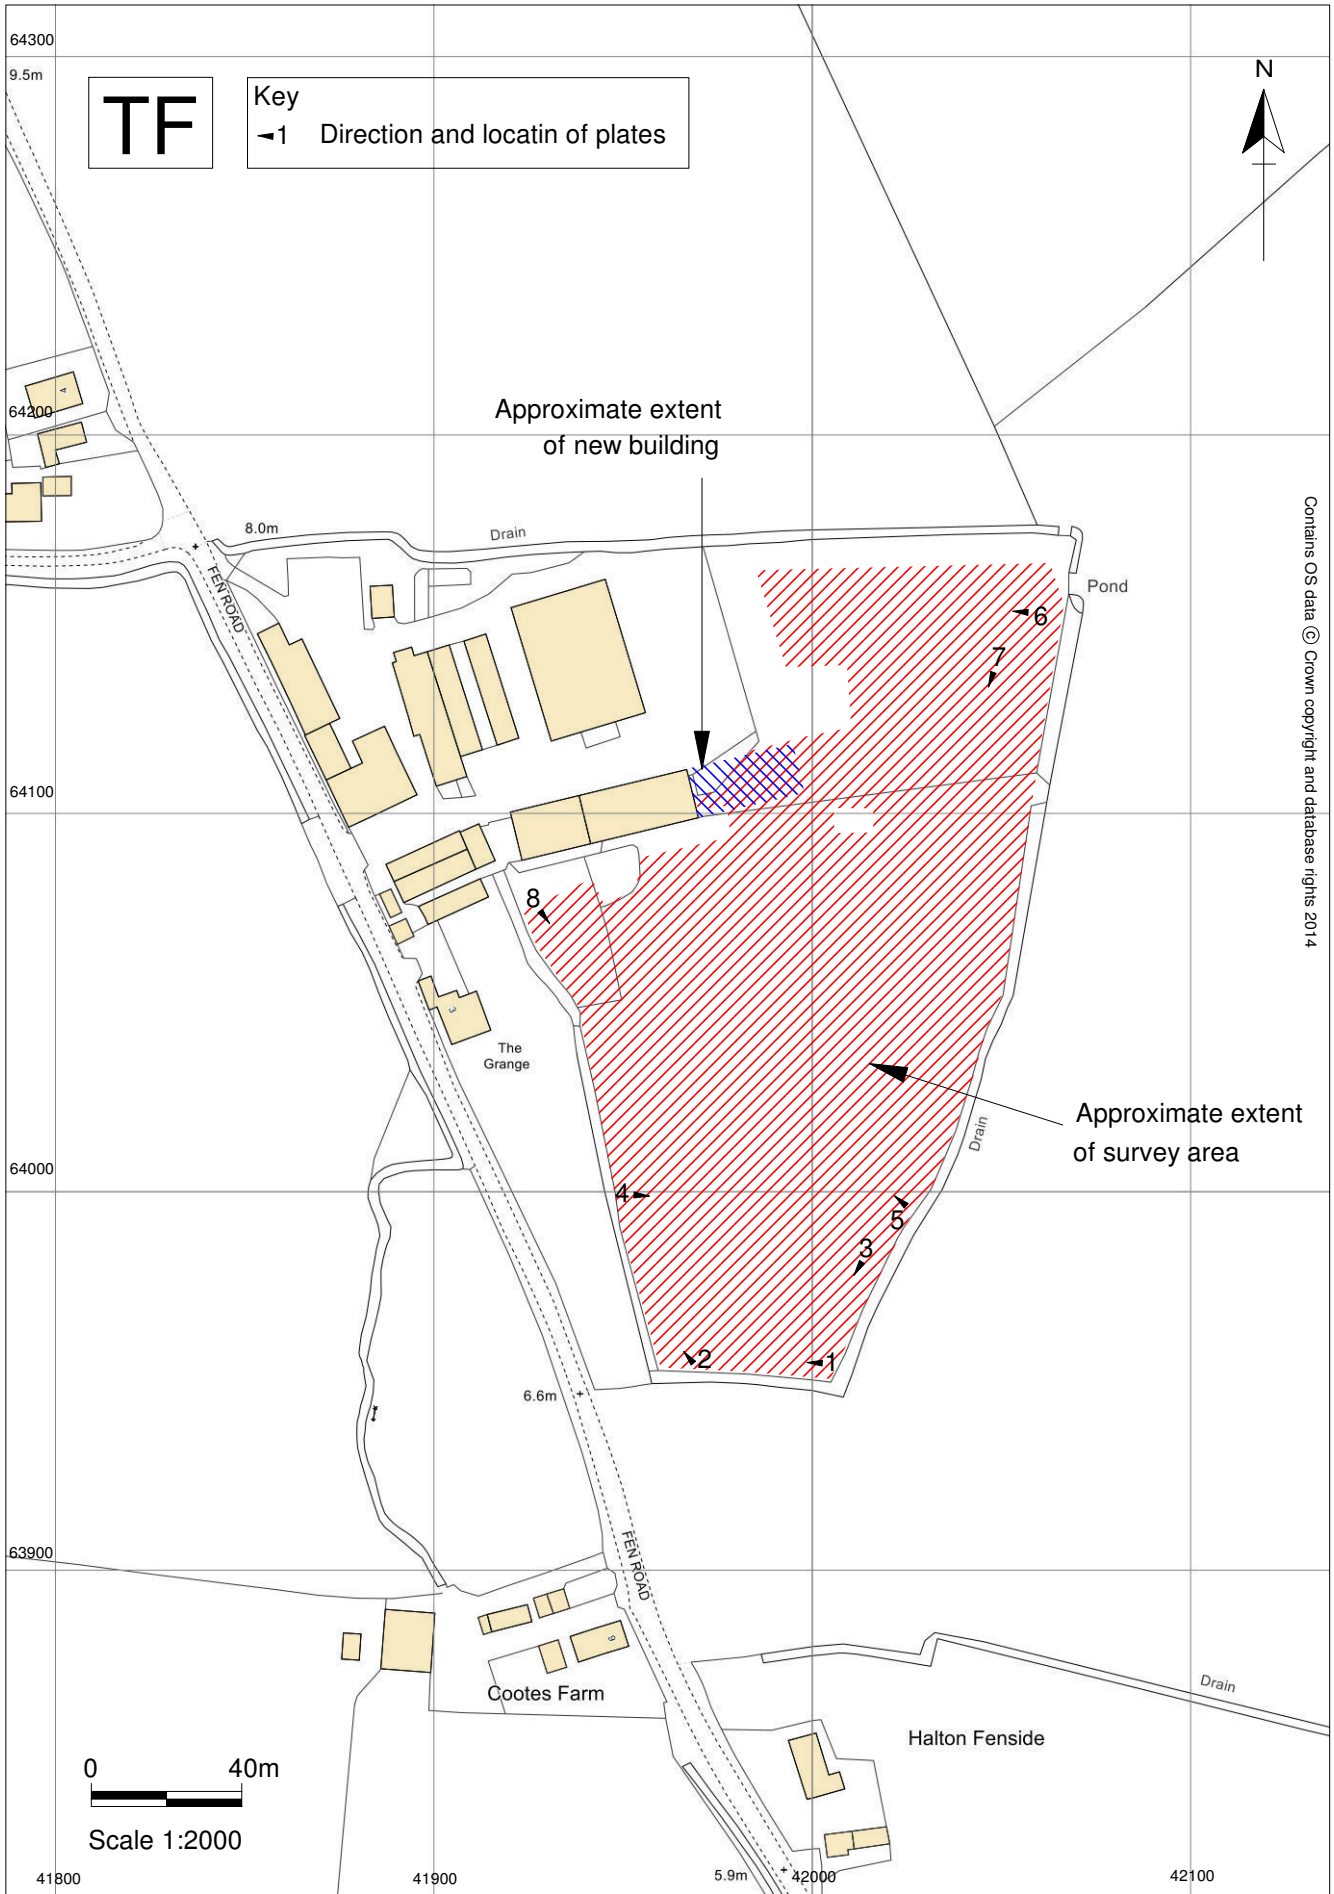 64300
9.5m
TF
Key
1 Direction and locatin of plates
N
4
64200
Approximate extent
of new building
8.0m
Drain
FEN ROAD
Pond
6
7
Contains OS data © Crown copyright and database rights 2014
64100
8
3
The
Grange
Approximate extent
of survey area
Drain
64000
4
5
3
2
1
6.6m
63900
FEN ROAD
9
Cootes Farm
Drain
Halton Fenside
0 40m
Scale 1:2000
5.9m
41800
41900
42000
42100